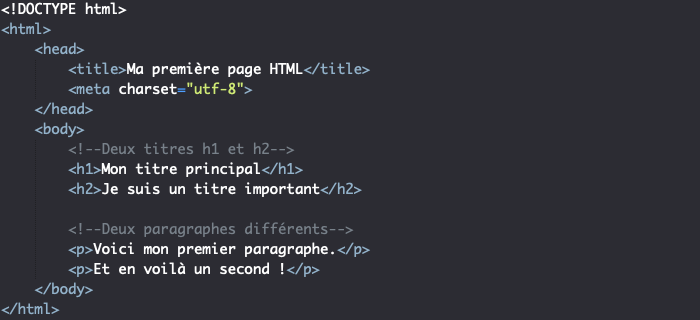 <!DOCTYPE html>
<html>
    <head>
        <title>Ma première page HTML</title>
        <meta charset="utf-8">
    </head>
    <body>
        <!--Deux titres h1 et h2-->
        <h1>Mon titre principal</h1>
        <h2>Je suis un titre important</h2>

        <!--Deux paragraphes différents-->
        <p>Voici mon premier paragraphe.</p>
        <p>Et en voilà un second !</p>
    </body>
</html>